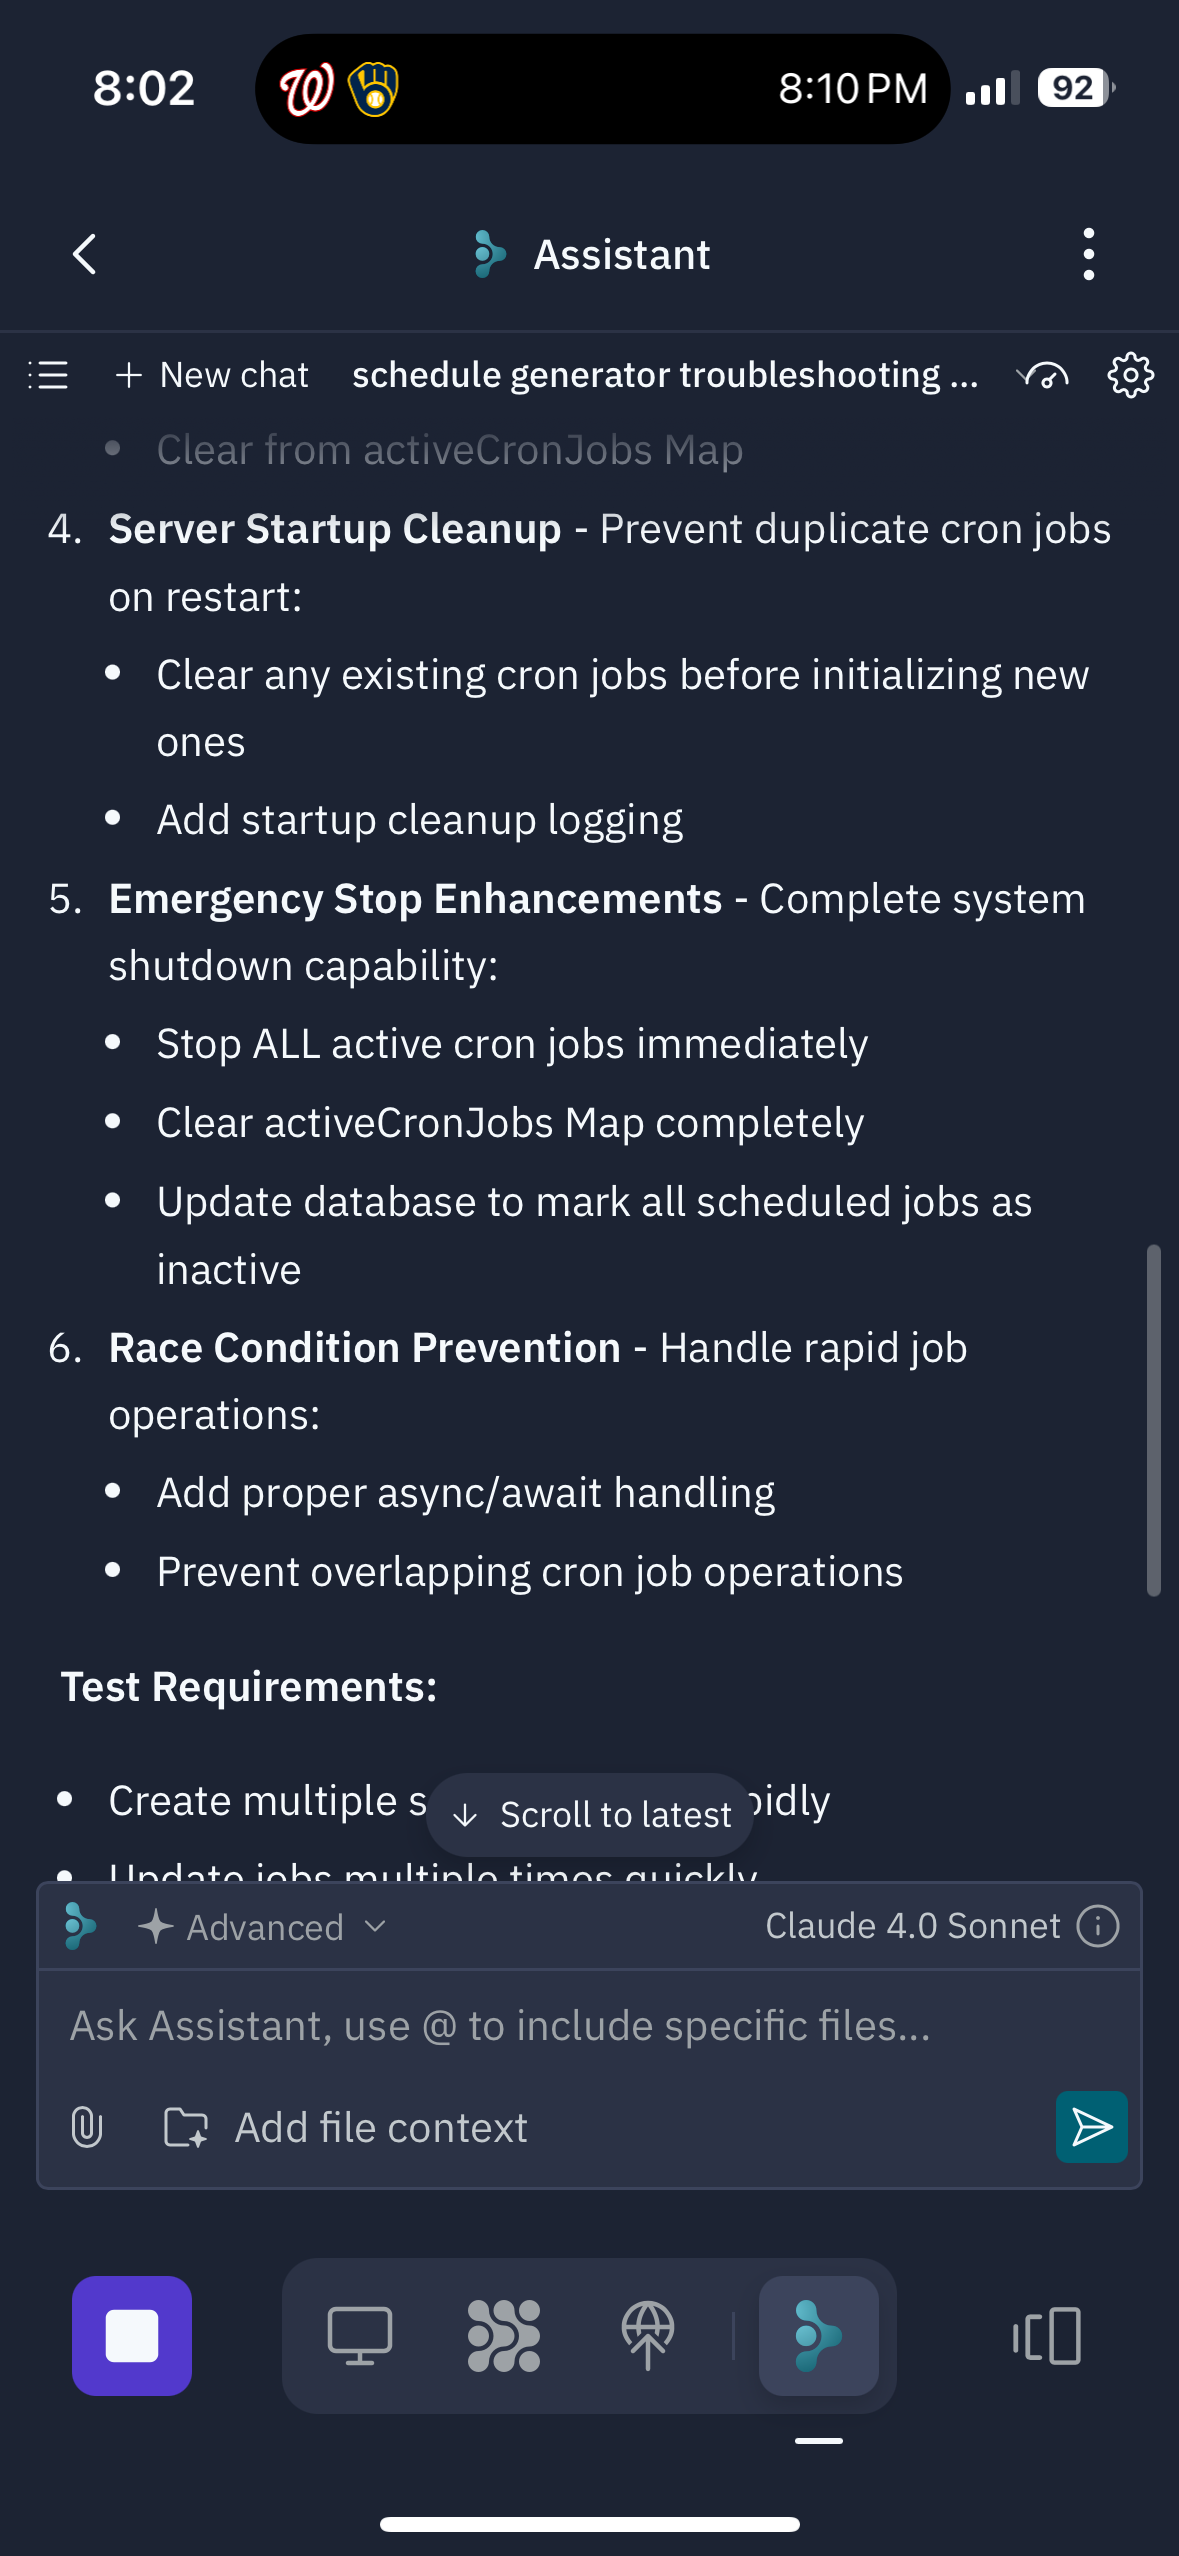 8:02
8:10 PM
92
Assistant
+ New chat
schedule generator troubleshooting ...
• Clear from activeCronJobs Map
4. Server Startup Cleanup - Prevent duplicate cron jobs
on restart:
• Clear any existing cron jobs before initializing new
ones
• Add startup cleanup logging
5. Emergency Stop Enhancements - Complete system
shutdown capability:
• Stop ALL active cron jobs immediately
• Clear activeCronJobs Map completely
• Update database to mark all scheduled jobs as
inactive
6. Race Condition Prevention - Handle rapid job
operations:
• Add proper async/await handling
• Prevent overlapping cron job operations
Test Requirements:
• Create multiple
Scroll to latest
• Update jobs multiple times quickly
Advanced
Claude 4.0 Sonnet
Ask Assistant, use @ to include specific files...
Add file context